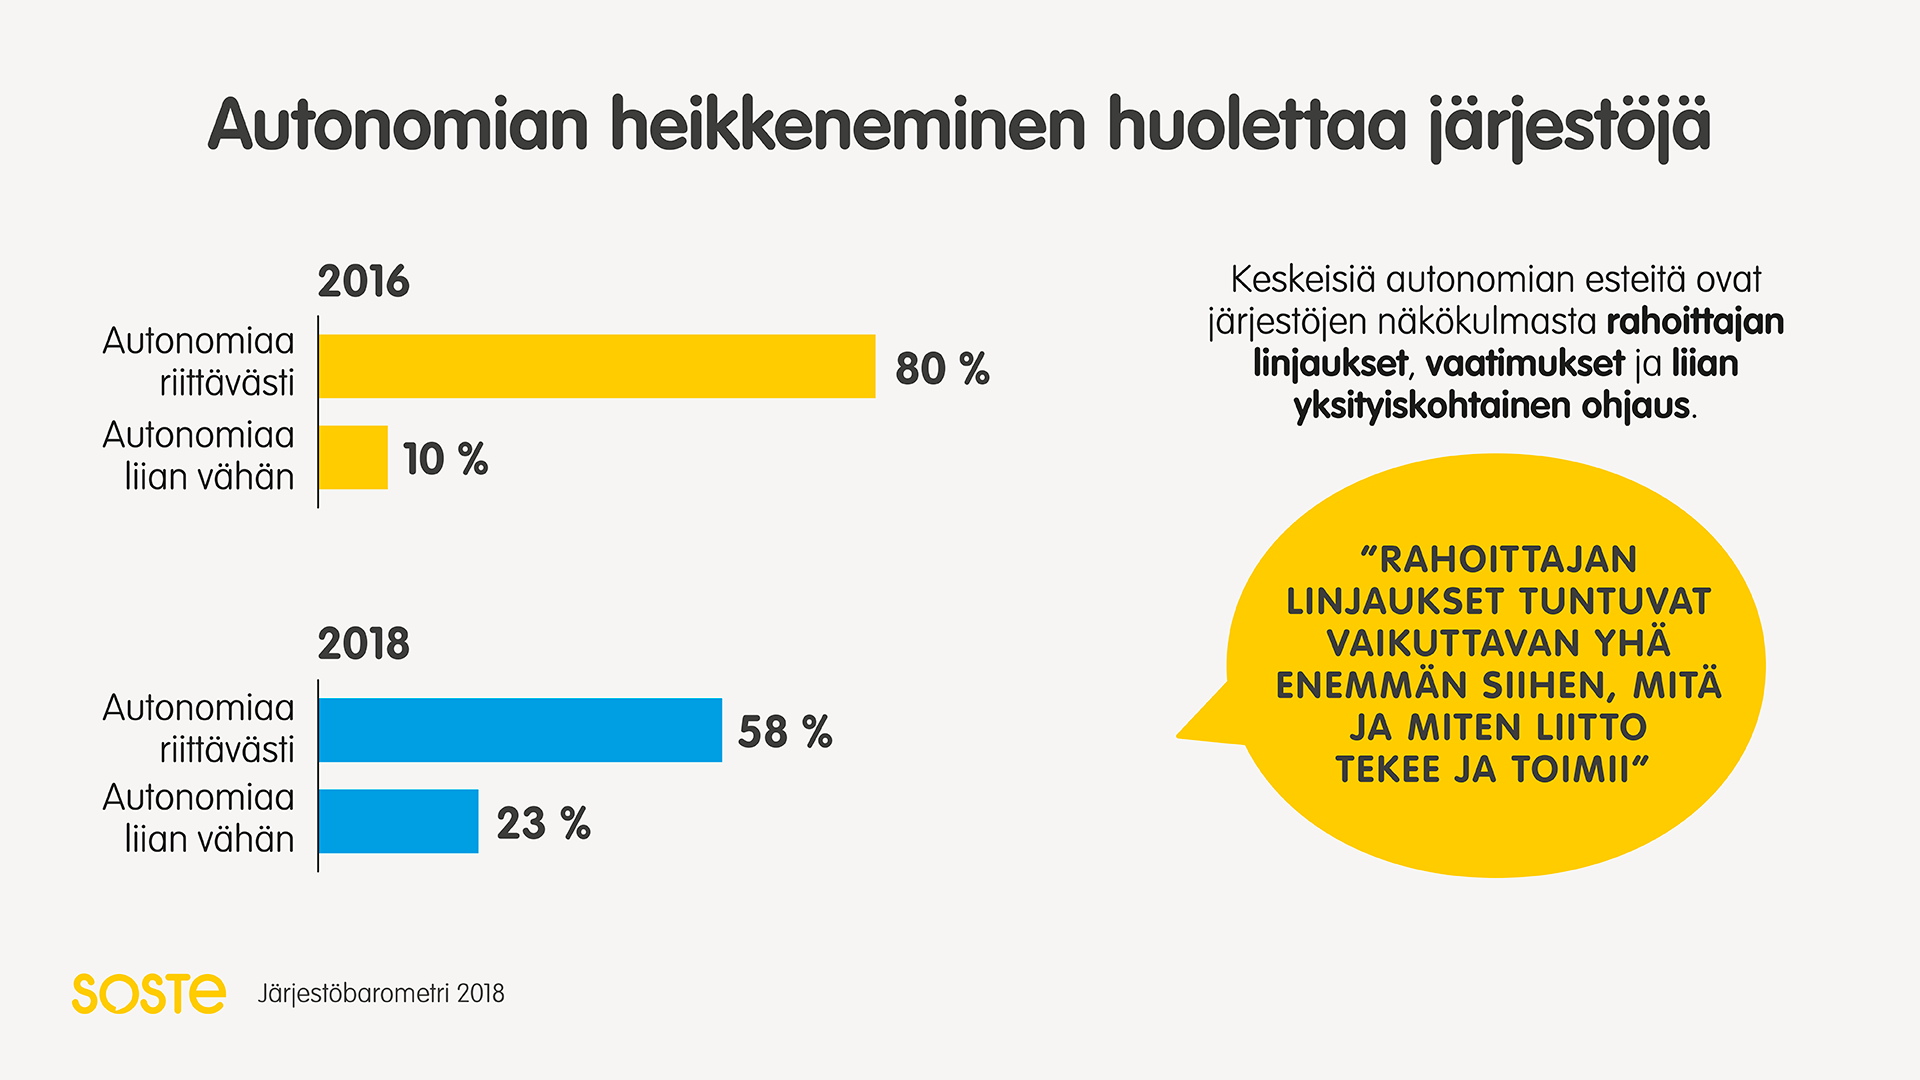 Autonomian heikkeneminen huolettaa järjestöjä
2016
Autonomiaa
riittävästi
80 %
Autonomiaa
liian vähän
10 %
2018
Autonomiaa
riittävästi
58 %
Autonomiaa
liian vähän
23 %
Keskeisiä autonomian esteitä ovat
järjestöjen näkökulmasta rahoittajan
linjaukset, vaatimukset ja liian
yksityiskohtainen ohjaus.
”RAHOITTAJAN
LINJAUKSET TUNTUVAT
VAIKUTTAVAN YHÄ
ENEMMÄN SIIHEN, MITÄ
JA MITEN LIITTO
TEKEE JA TOIMII”
SOSTe
Järjestöbarometri 2018